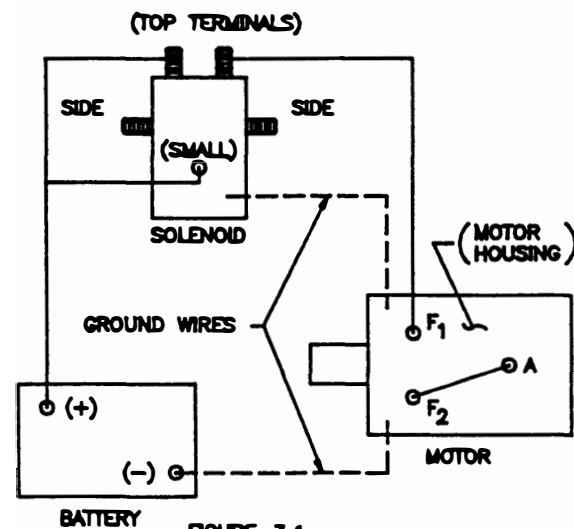 (TOP TERMINALS)
SIDE
SIDE
(SMALL)
SOLENOID
(MOTOR
HOUSING)
GROUND WIRES
F1
A
F2
(+)
(-)
MOTOR
BATTERY